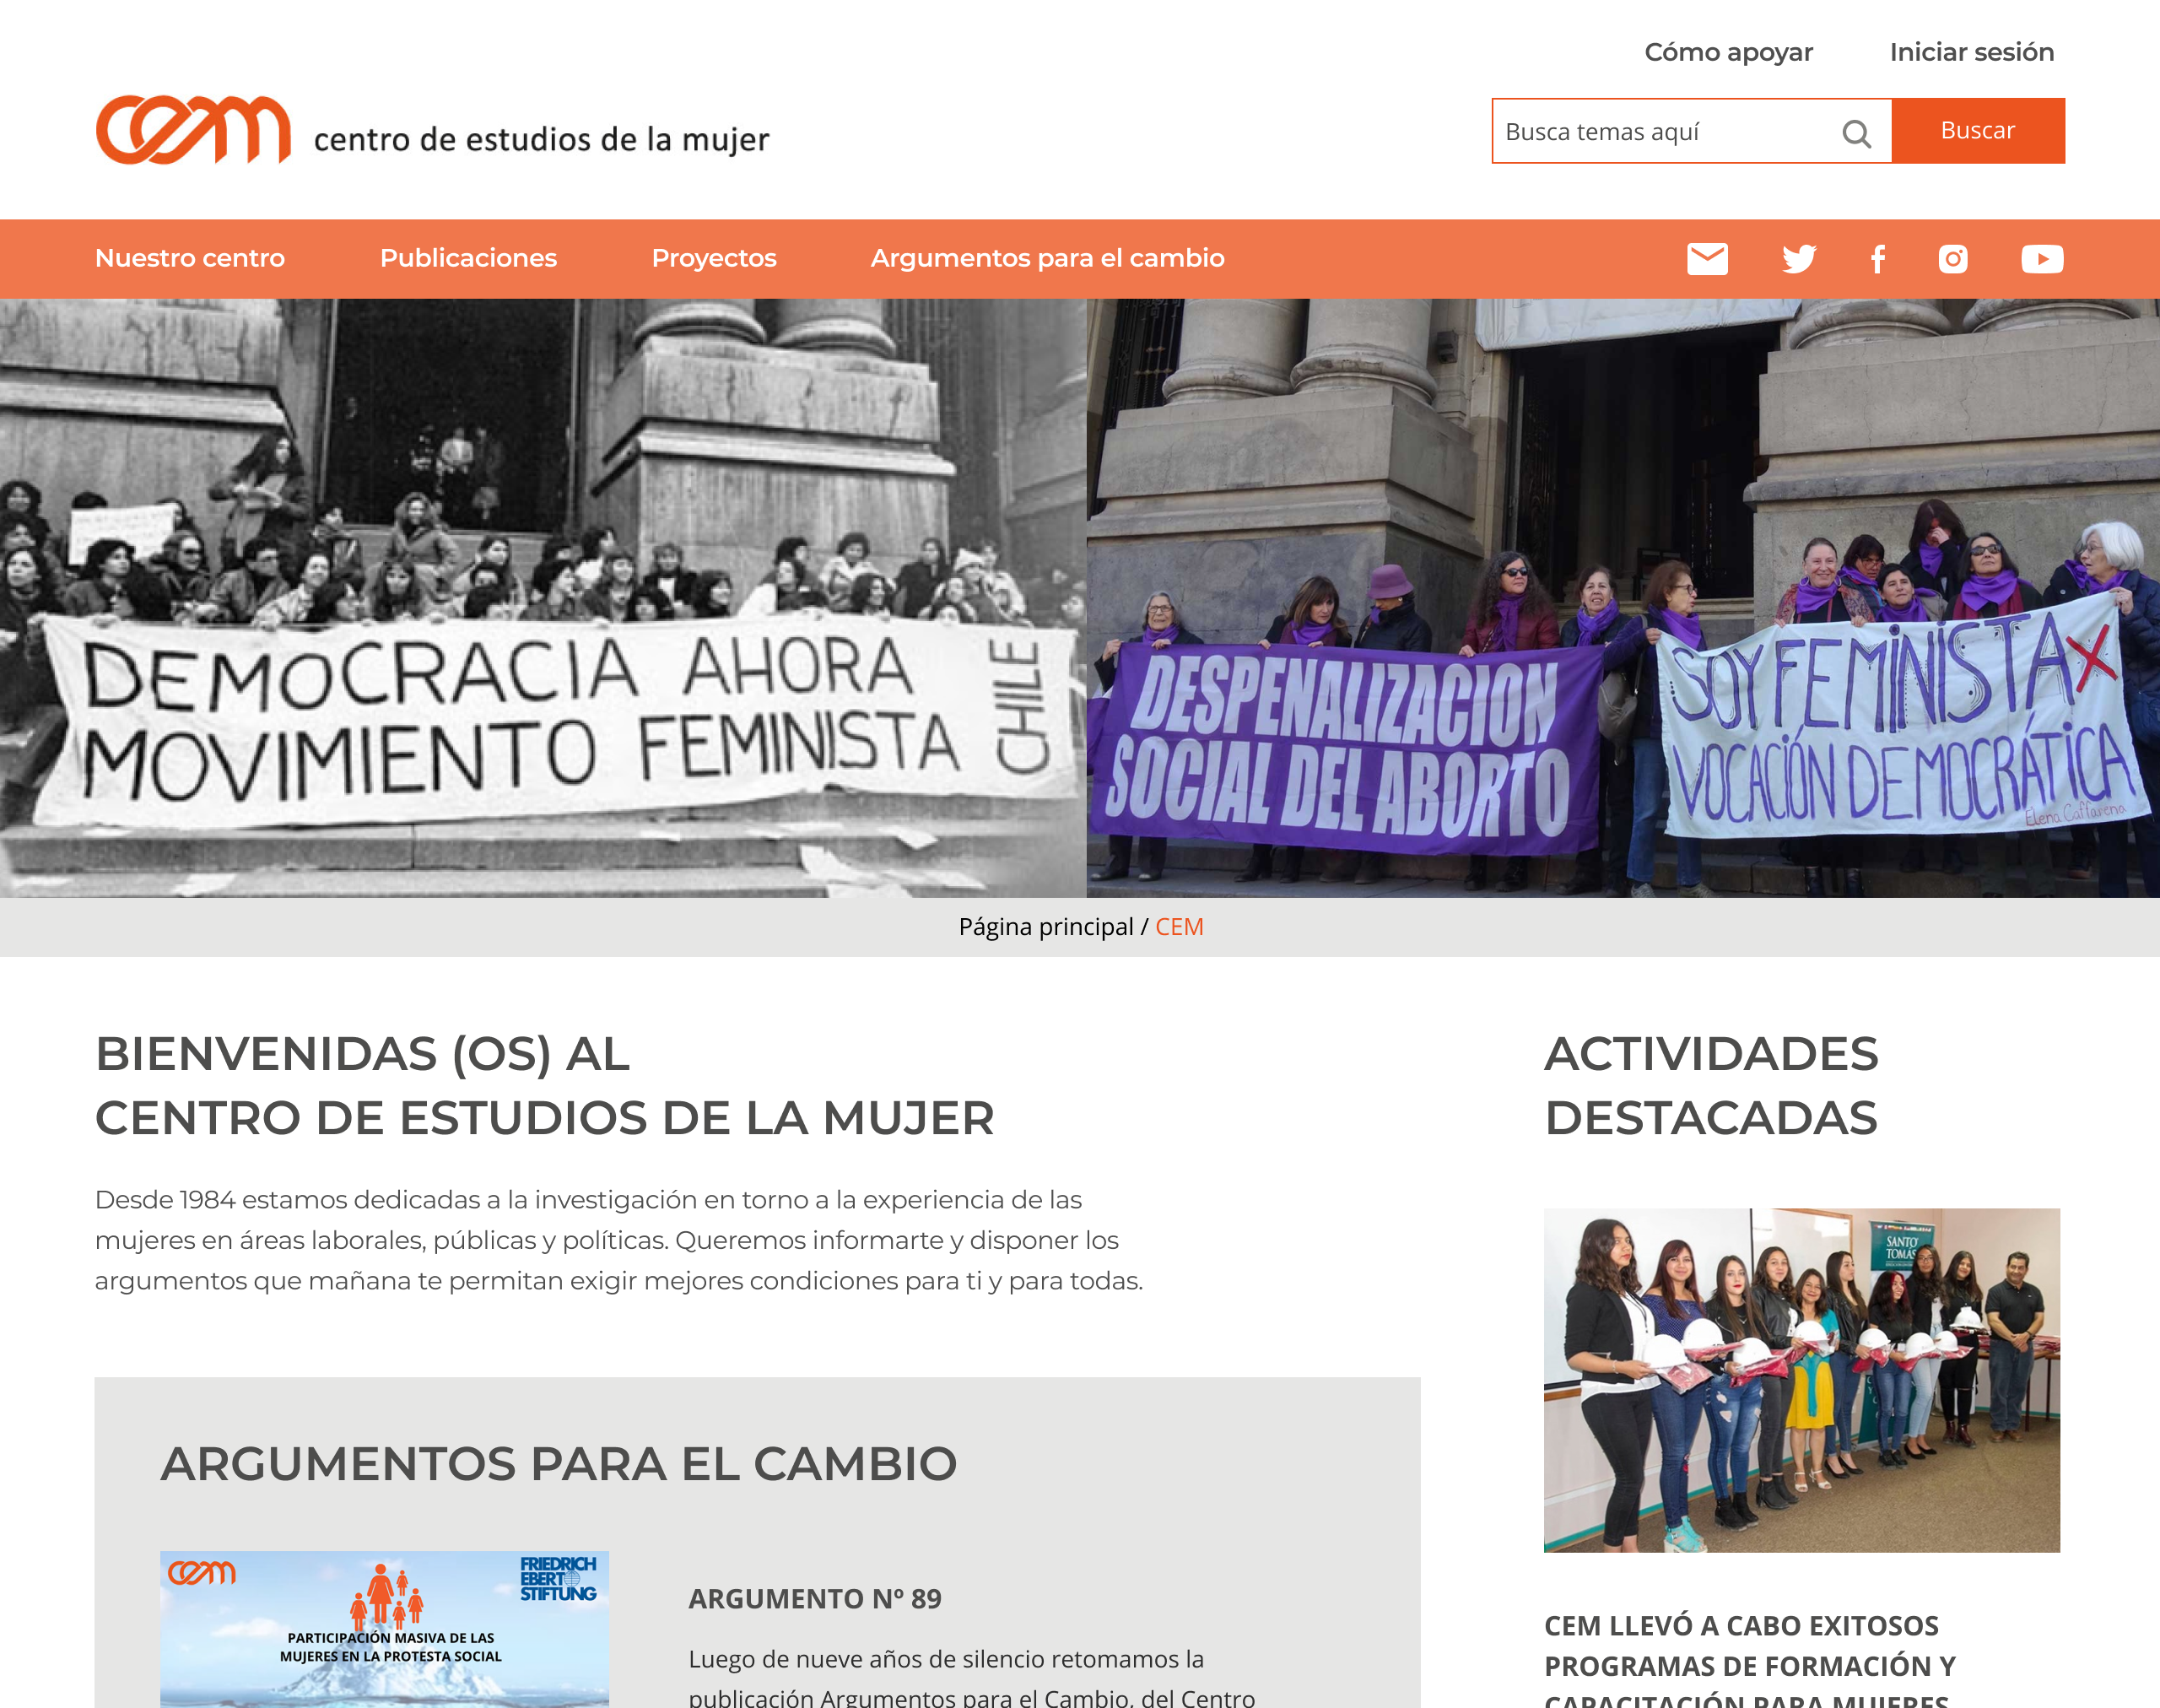 Cómo apoyar
Iniciar sesión
cem centro de estudios de la mujer
Busca temas aquí
Buscar
Nuestro centro
Publicaciones
Proyectos
Argumentos para el cambio
DEMOCRACIA AHORA
MOVIMIENTO FEMINISTA
CHILE
DESPENALIZACION
SOCIAL DEL ABORTO
SOY FEMINISTA X
VOCACIÓN DEMOCRÁTICA
Elena Caffarena
Página principal / CEM
BIENVENIDAS (OS) AL
CENTRO DE ESTUDIOS DE LA MUJER
Desde 1984 estamos dedicadas a la investigación en torno a la experiencia de las
mujeres en áreas laborales, públicas y políticas. Queremos informarte y disponer los
argumentos que mañana te permitan exigir mejores condiciones para ti y para todas.
ARGUMENTOS PARA EL CAMBIO
cem
FRIEDRICH
EBERT
STIFTUNG
PARTICIPACIÓN MASIVA DE LAS
MUJERES EN LA PROTESTA SOCIAL
ARGUMENTO Nº 89
Luego de nueve años de silencio retomamos la
publicación Argumentos para el Cambio, del Centro
ACTIVIDADES
DESTACADAS
SANTO
TOMÁS
CEM LLEVÓ A CABO EXITOSOS
PROGRAMAS DE FORMACIÓN Y
CAPACITACIÓN PARA MUJERES